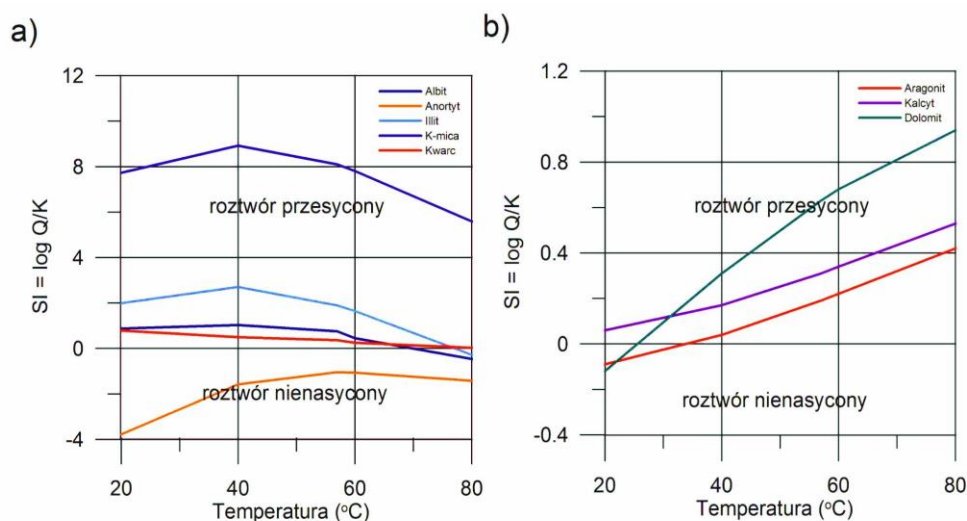 a)
12
8
4
0
-4
SI = log Q/K
Albit
Anortyt
Illit
K-mica
Kwarc
roztwór przesycony
roztwór nienasycony
20 40 60 80
Temperatura (°C)
b)
1.2
0.8
0.4
0
-0.4
SI = log Q/K
Aragonit
Kalcyt
Dolomit
roztwór przesycony
roztwór nienasycony
20 40 60 80
Temperatura (°C)